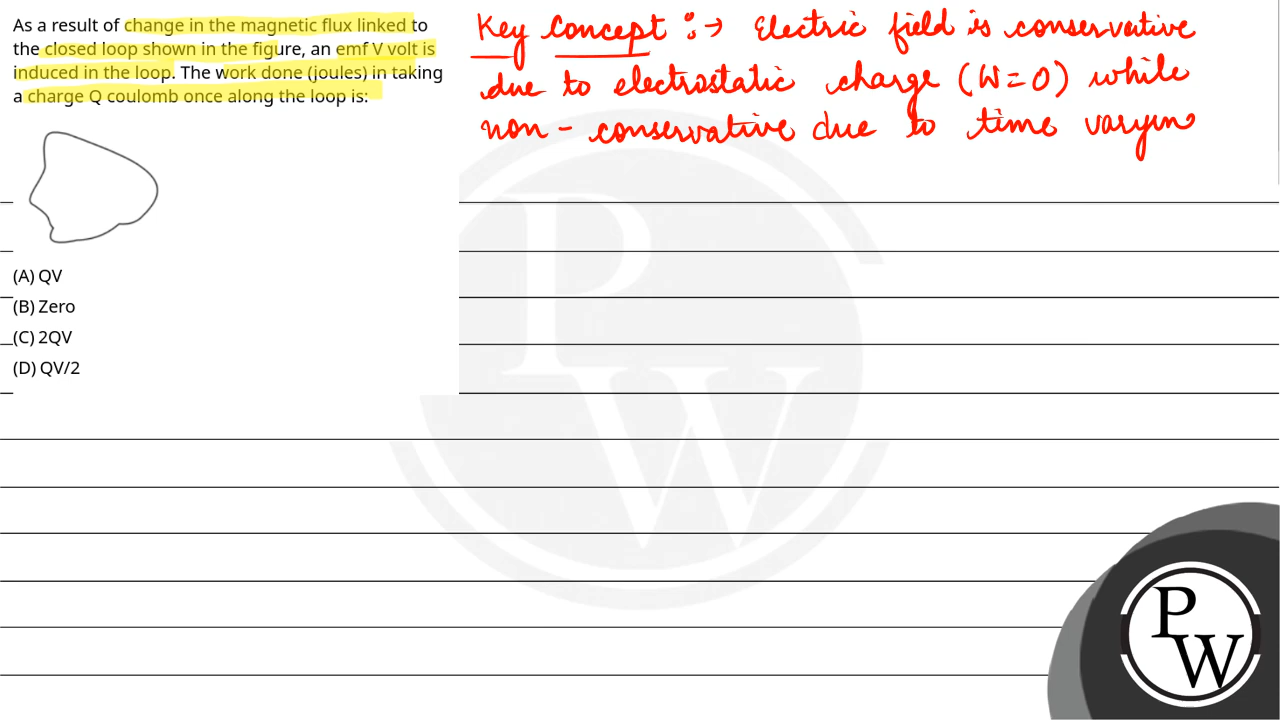 As a result of change in the magnetic flux linked to
the closed loop shown in the figure, an emf V volt is
induced in the loop. The work done (joules) in taking
a charge Q coulomb once along the loop is:
(A) QV
(B) Zero
(C) 2QV
(D) QV/2
Key concept :→ Electric field is conservative
due to electrostatic charge (W=0) while
non-conservative due to time varyin
P
W
P
W